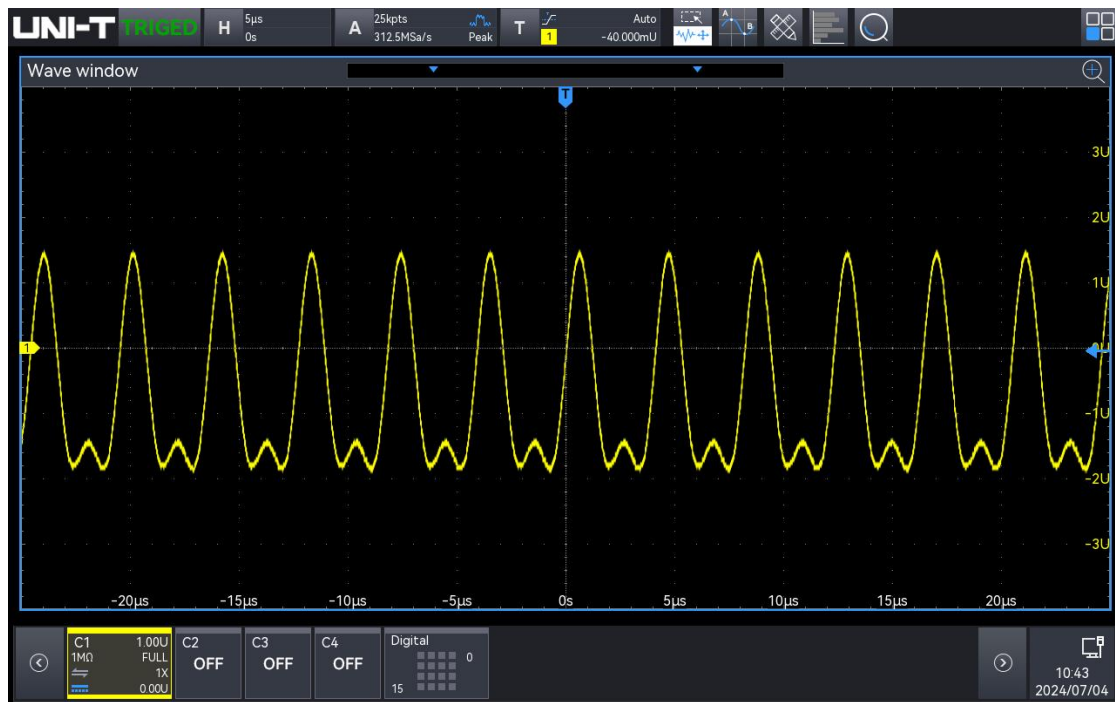 UNI-T TRIGED H 5μs A 25kpts T Auto
0s 312.5MSa/s Peak 1 -40.000mU A B
Wave window
T
3U
2U
1U
1 0U
-1U
-2U
-3U
-20μs -15μs -10μs -5μs 0s 5μs 10μs 15μs 20μs
C1 1.00U C2 C3 C4 Digital
1MΩ FULL OFF OFF OFF 0
1X 10:43
0.00U 15 2024/07/04